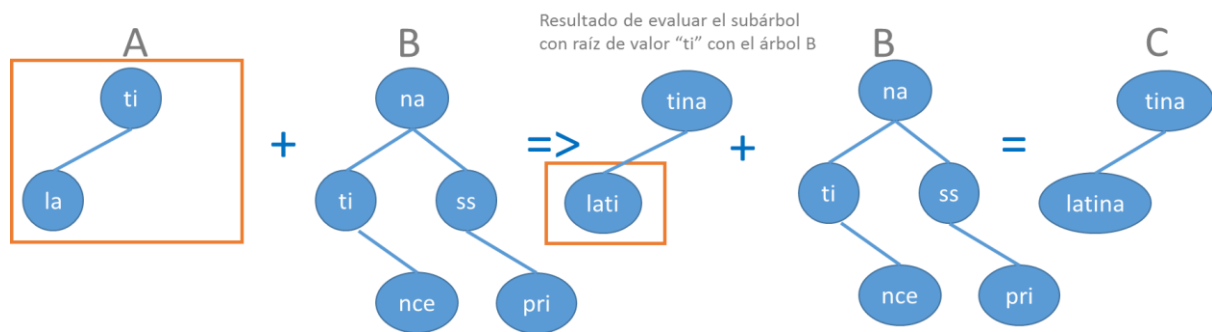 Resultado de evaluar el subárbol
con raíz de valor “ti” con el árbol B
A
B
B
C
ti
na
tina
na
tina
+
=>
+
=
la
ti
ss
lati
ti
ss
latina
nce
pri
nce
pri